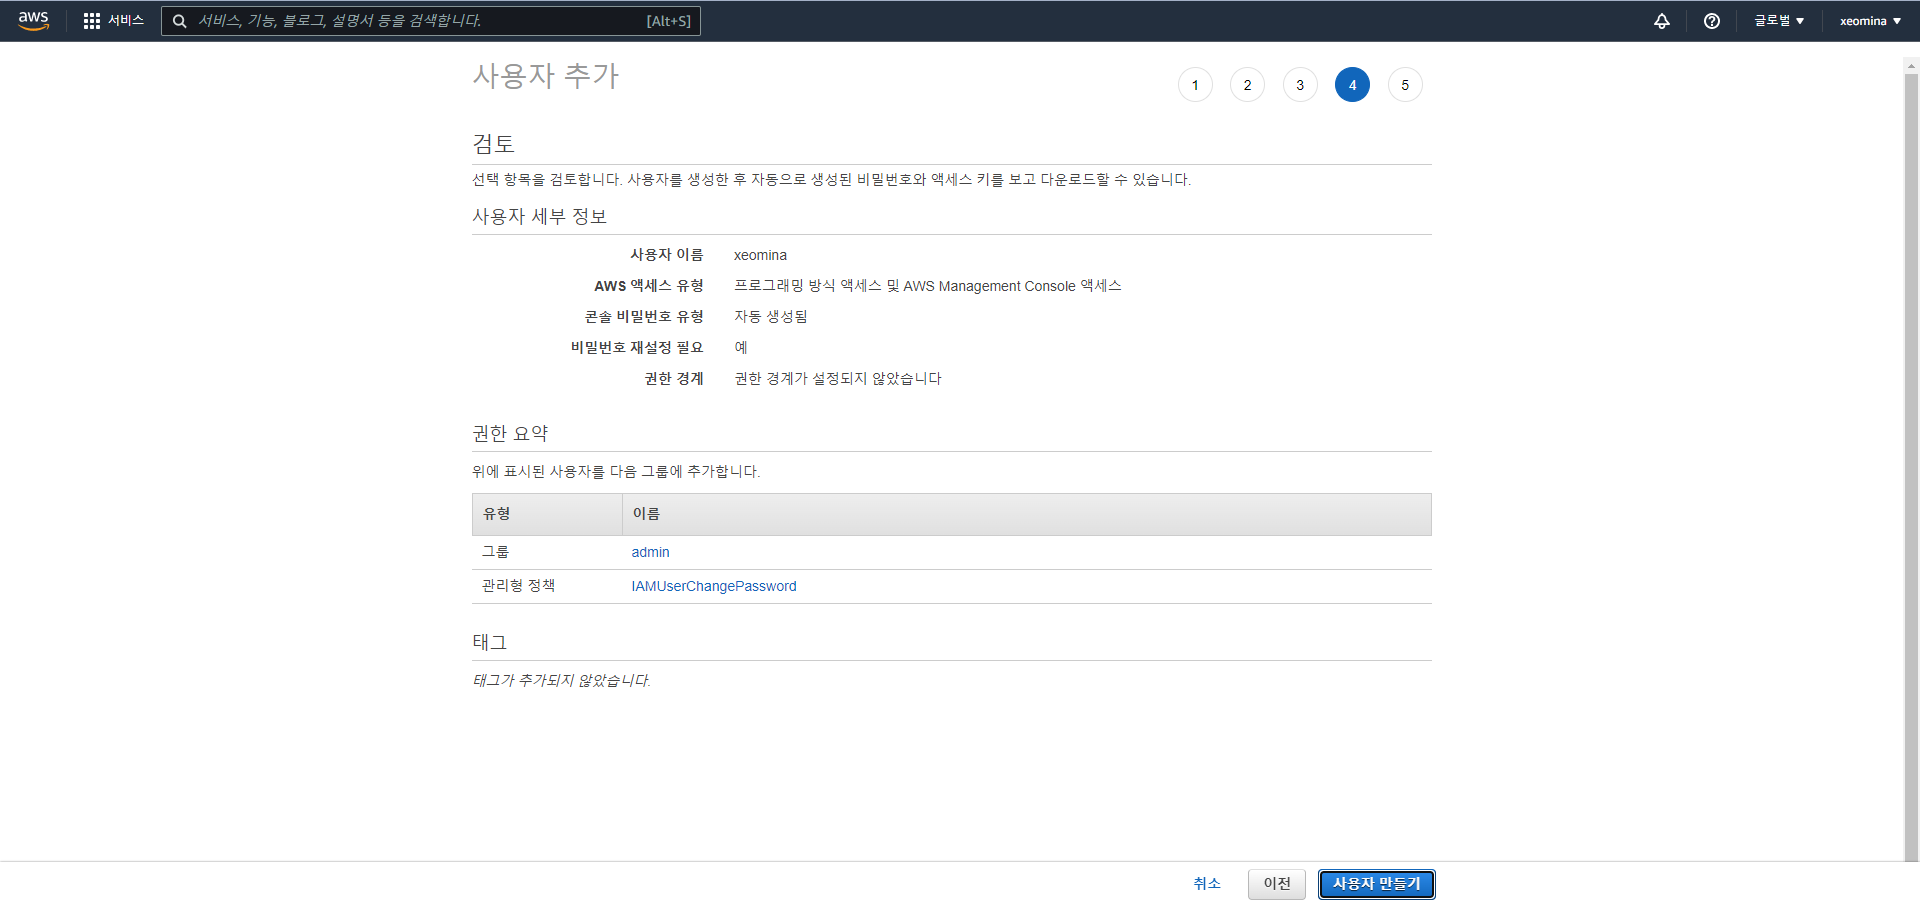 aws 서비스 서비스, 기능, 블로그, 설명서 등을 검색합니다. [Alt+S] 글로벌 ▼ xeomina ▼
사용자 추가
1 2 3 4 5
검토
선택 항목을 검토합니다. 사용자를 생성한 후 자동으로 생성된 비밀번호와 액세스 키를 보고 다운로드할 수 있습니다.
사용자 세부 정보
사용자 이름 xeomina
AWS 액세스 유형 프로그래밍 방식 액세스 및 AWS Management Console 액세스
콘솔 비밀번호 유형 자동 생성됨
비밀번호 재설정 필요 예
권한 경계 권한 경계가 설정되지 않았습니다
권한 요약
위에 표시된 사용자를 다음 그룹에 추가합니다.
유형 이름
그룹 admin
관리형 정책 IAMUserChangePassword
태그
태그가 추가되지 않았습니다.
취소 이전 사용자 만들기